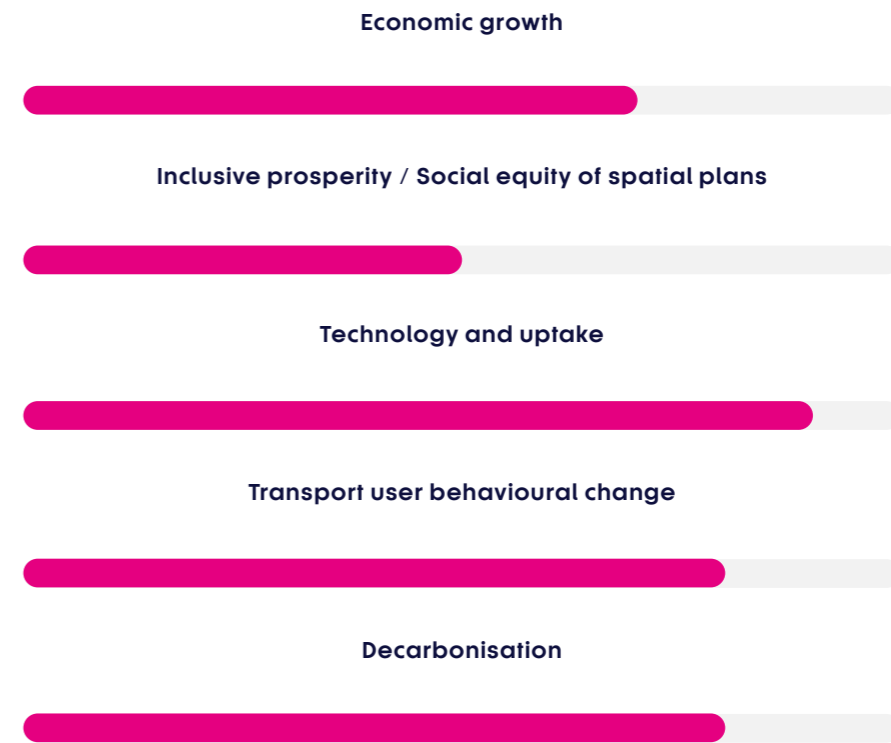 Economic growth
Inclusive prosperity / Social equity of spatial plans
Technology and uptake
Transport user behavioural change
Decarbonisation